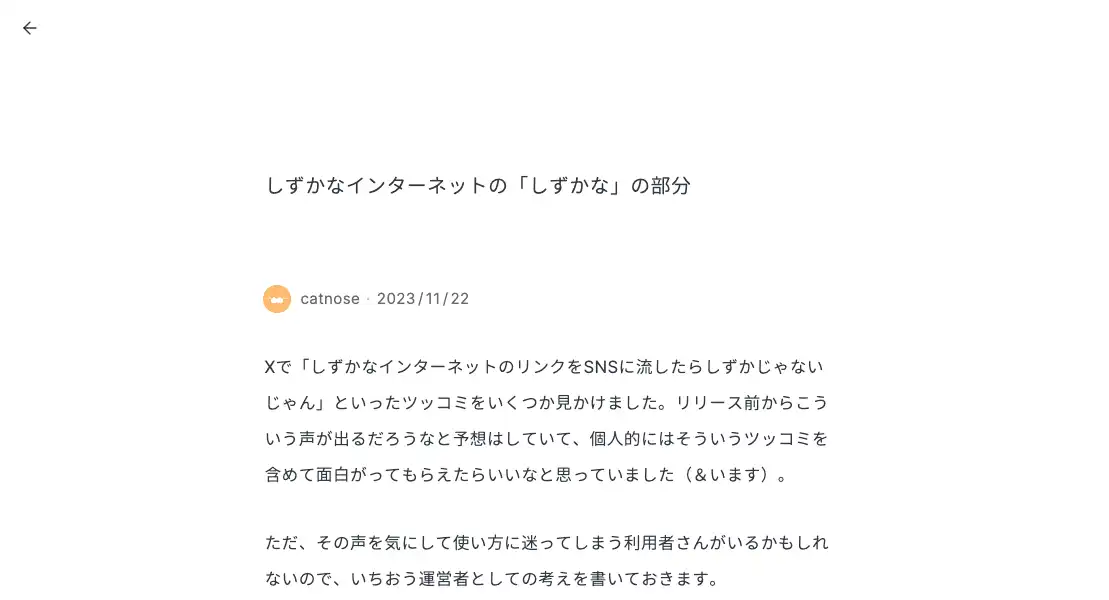 しずかなインターネットの「しずかな」の部分
catnose · 2023/11/22
Xで「しずかなインターネットのリンクをSNSに流したらしずかじゃない
じゃん」といったツッコミをいくつか見かけました。リリース前からこう
いう声が出るだろうなと予想はしていて、個人的にはそういうツッコミを
含めて面白がってもらえたらいいなと思っていました（＆います）。
ただ、その声を気にして使い方に迷ってしまう利用者さんがいるかもしれ
ないので、いちおう運営者としての考えを書いておきます。